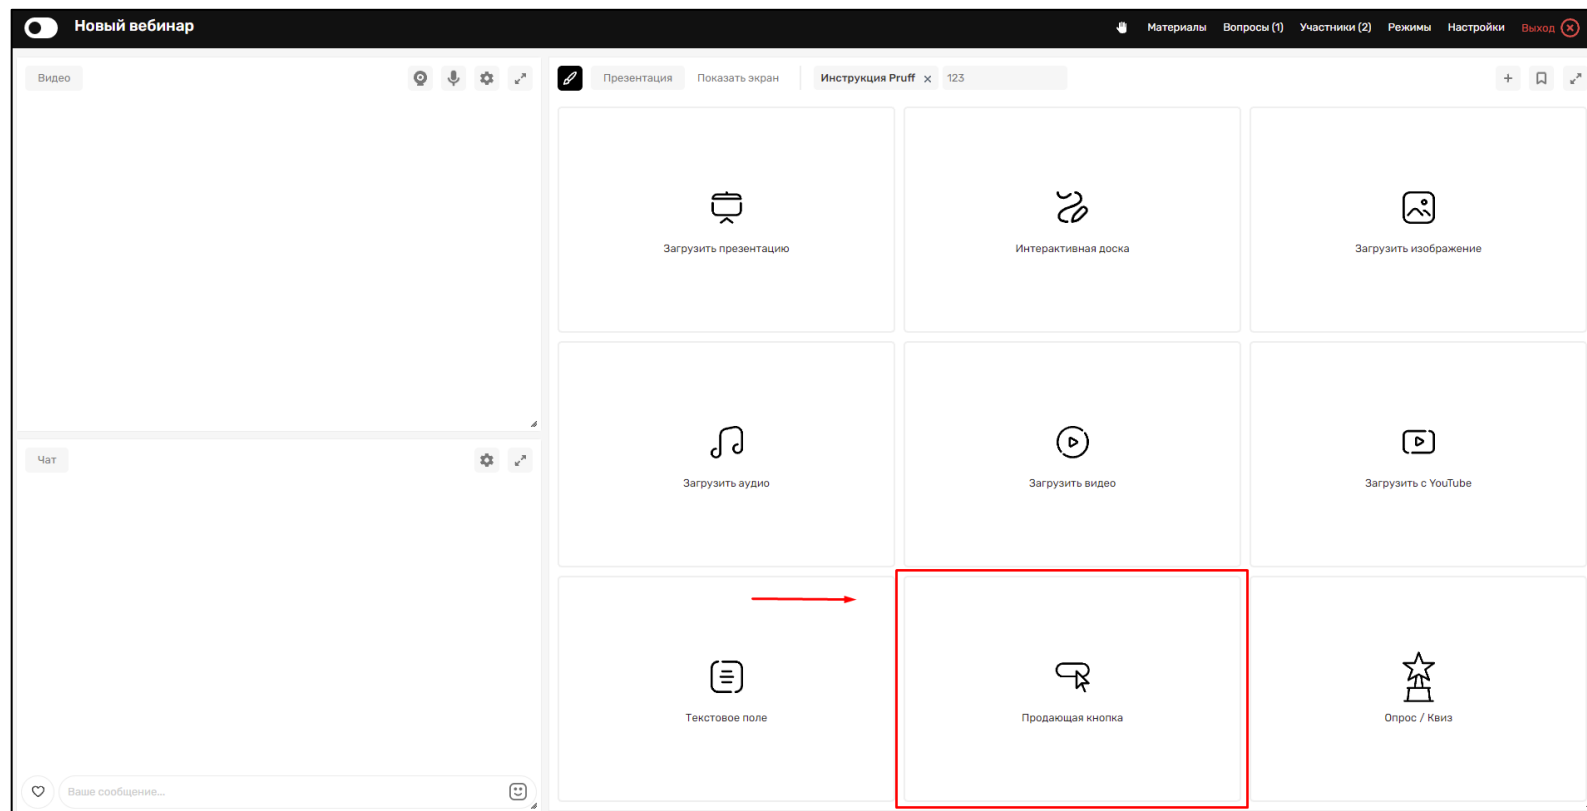 Новый вебинар
Материалы Вопросы (1) Участники (2) Режимы Настройки Выход
Видео
Презентация Показать экран Инструкция Pruff x 123
Загрузить презентацию Интерактивная доска Загрузить изображение
Загрузить аудио Загрузить видео Загрузить с YouTube
Чат
Текстовое поле Продающая кнопка Опрос / Квиз
Ваше сообщение...